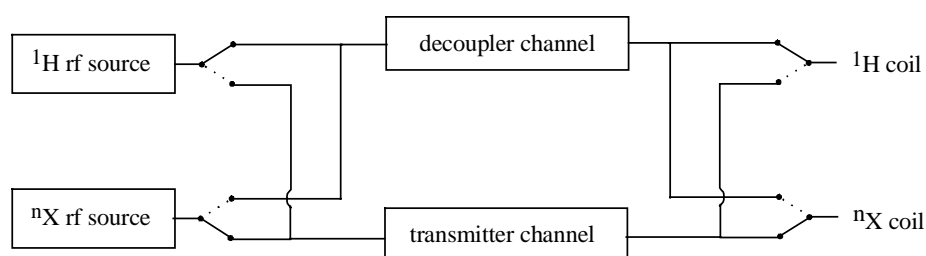 decoupler channel
¹H rf source
¹H coil
ⁿX rf source
transmitter channel
ⁿX coil